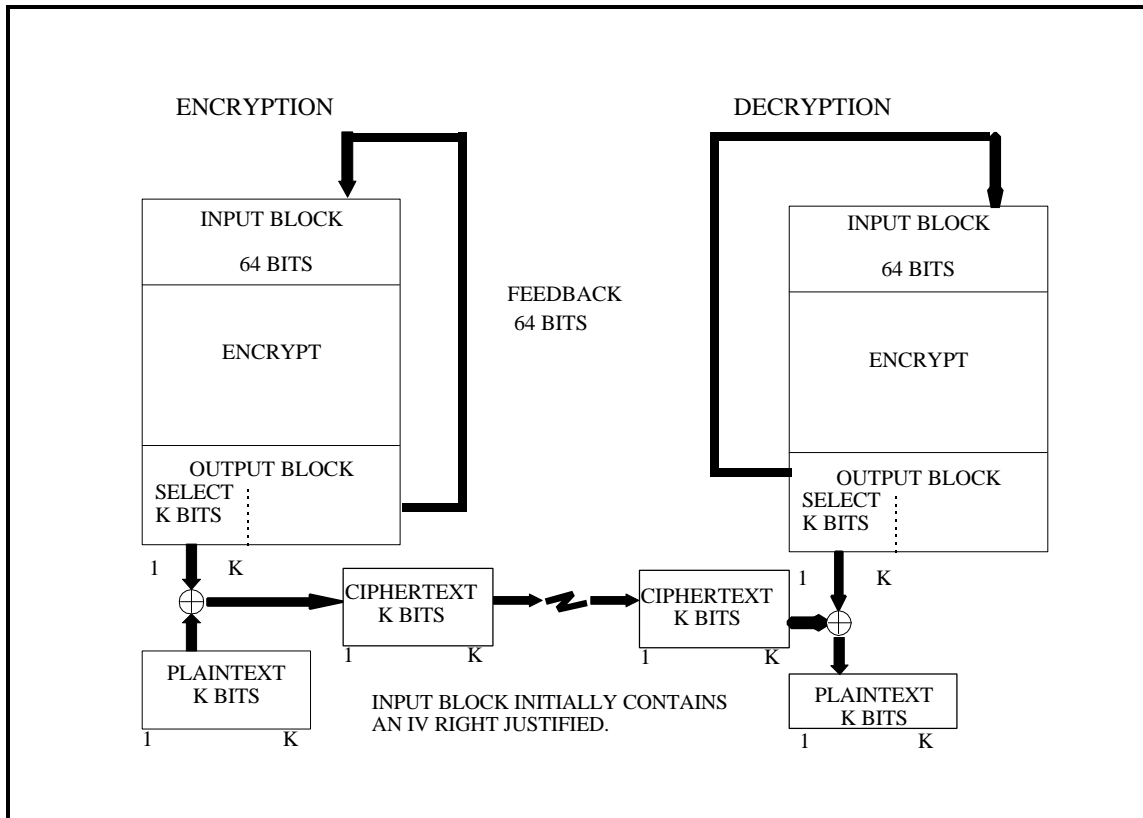 ENCRYPTION
INPUT BLOCK
64 BITS
ENCRYPT
OUTPUT BLOCK
SELECT
K BITS
1 K
PLAINTEXT
K BITS
1 K
FEEDBACK
64 BITS
CIPHERTEXT
K BITS
1 K
CIPHERTEXT
K BITS
1 K
INPUT BLOCK INITIALLY CONTAINS
AN IV RIGHT JUSTIFIED.
DECRYPTION
INPUT BLOCK
64 BITS
ENCRYPT
OUTPUT BLOCK
SELECT
K BITS
1 K
PLAINTEXT
K BITS
1 K